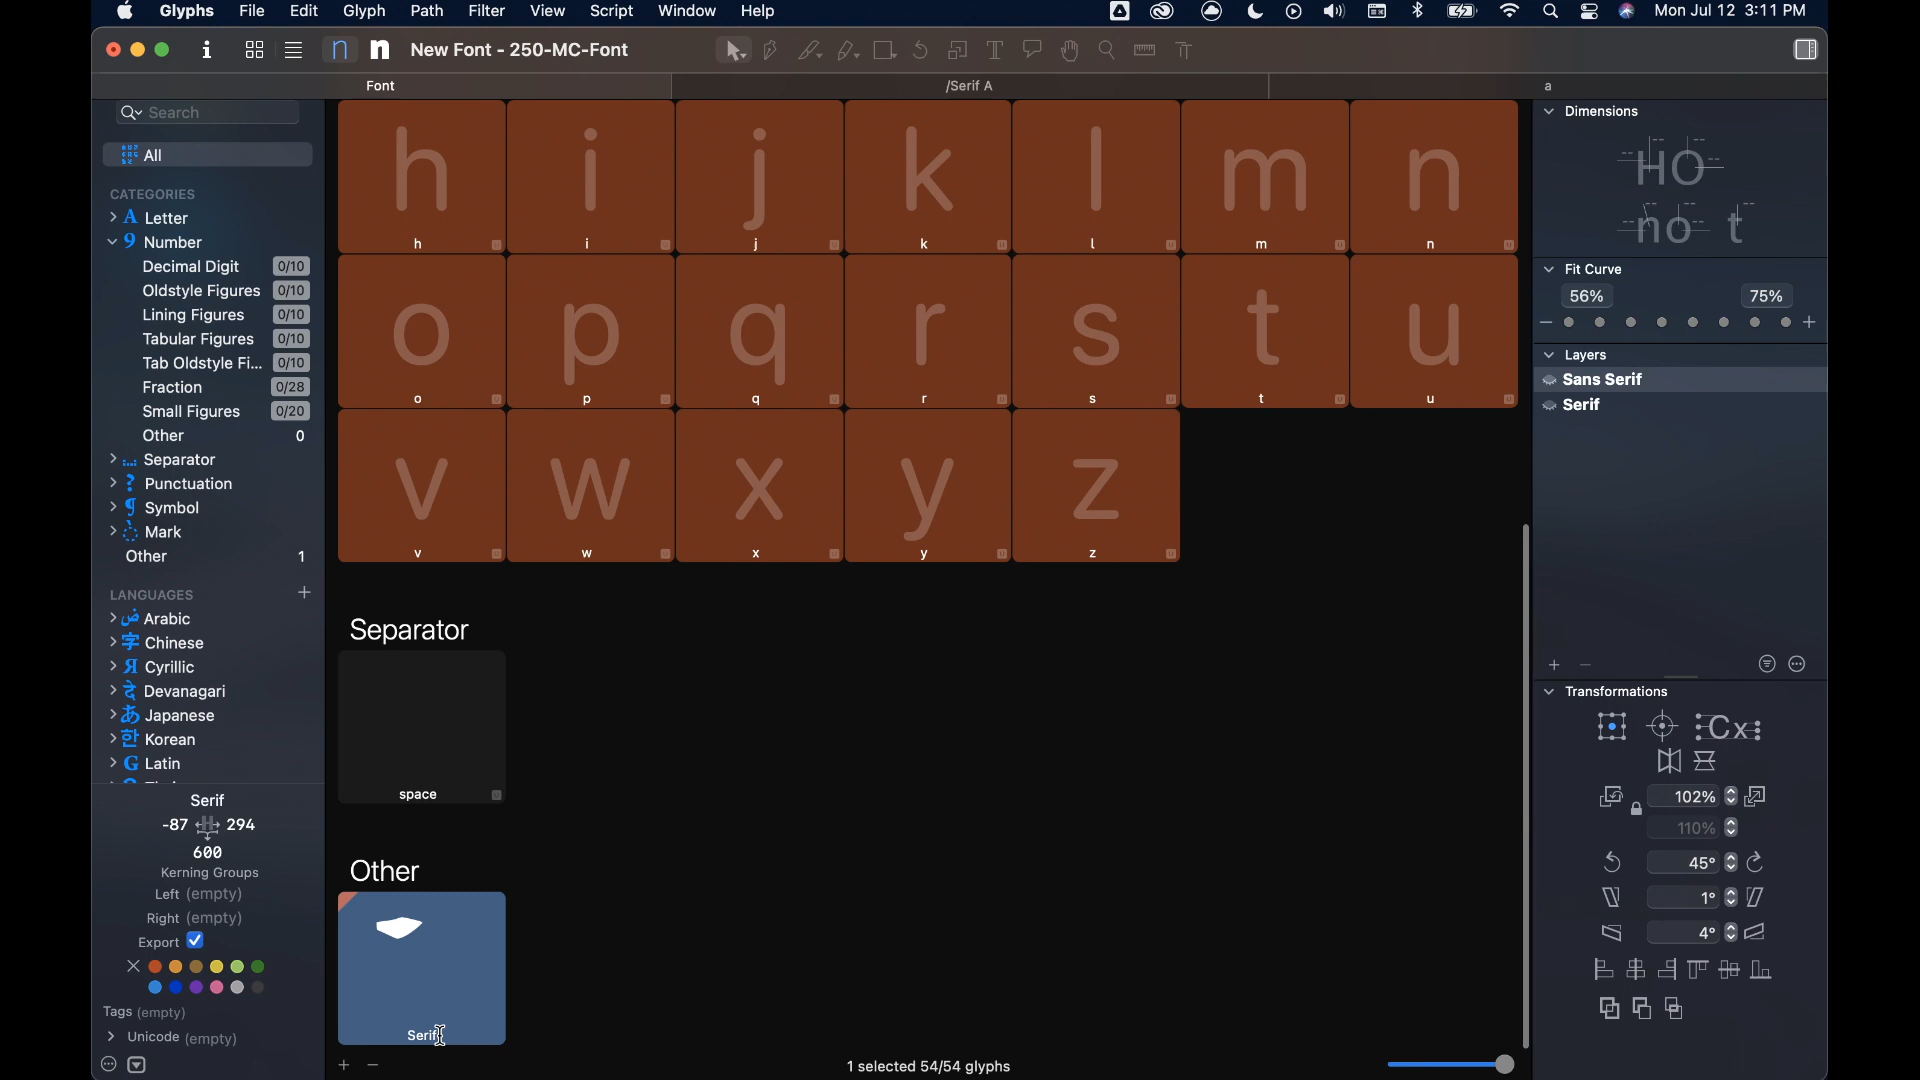 Glyphs File Edit Glyph Path Filter View Script Window Help Mon Jul 12 3:11 PM
New Font - 250-MC-Font
Font /Serif A a
Search
All
CATEGORIES
Letter
Number
Decimal Digit 0/10
Oldstyle Figures 0/10
Lining Figures 0/10
Tabular Figures 0/10
Tab Oldstyle Fi... 0/10
Fraction 0/28
Small Figures 0/20
Other 0
Separator
Punctuation
Symbol
Mark
Other 1
LANGUAGES +
Arabic
字 Chinese
Я Cyrillic
Devanagari
あ Japanese
한 Korean
G Latin
Serif
-87 H 294
600
Kerning Groups
Left (empty)
Right (empty)
Export
Tags (empty)
Unicode (empty)
h i j k l m n
h i j k l m n
o p q r s t u
o p q r s t u
v w x y z
v w x y z
Separator
space
Other
Serif
1 selected 54/54 glyphs
Dimensions
HO
no t
Fit Curve
56% 75%
Layers
Sans Serif
Serif
Transformations
Cx
102%
110%
45°
1°
4°